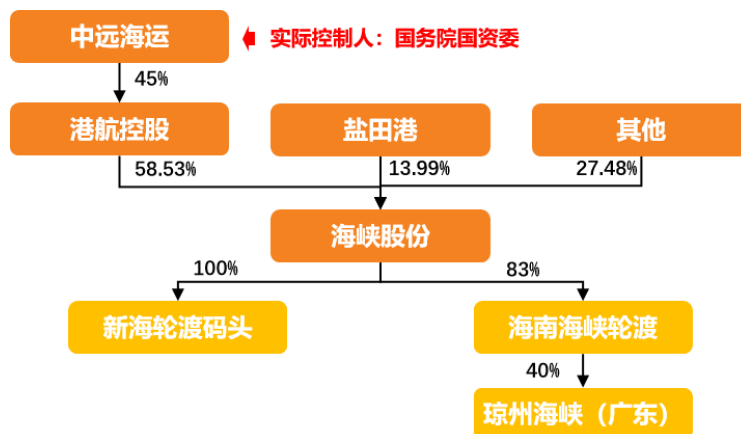 中远海运
实际控制人：国务院国资委
45%
港航控股
盐田港
其他
58.53%
13.99%
27.48%
海峡股份
100%
83%
新海轮渡码头
海南海峡轮渡
40%
琼州海峡（广东）